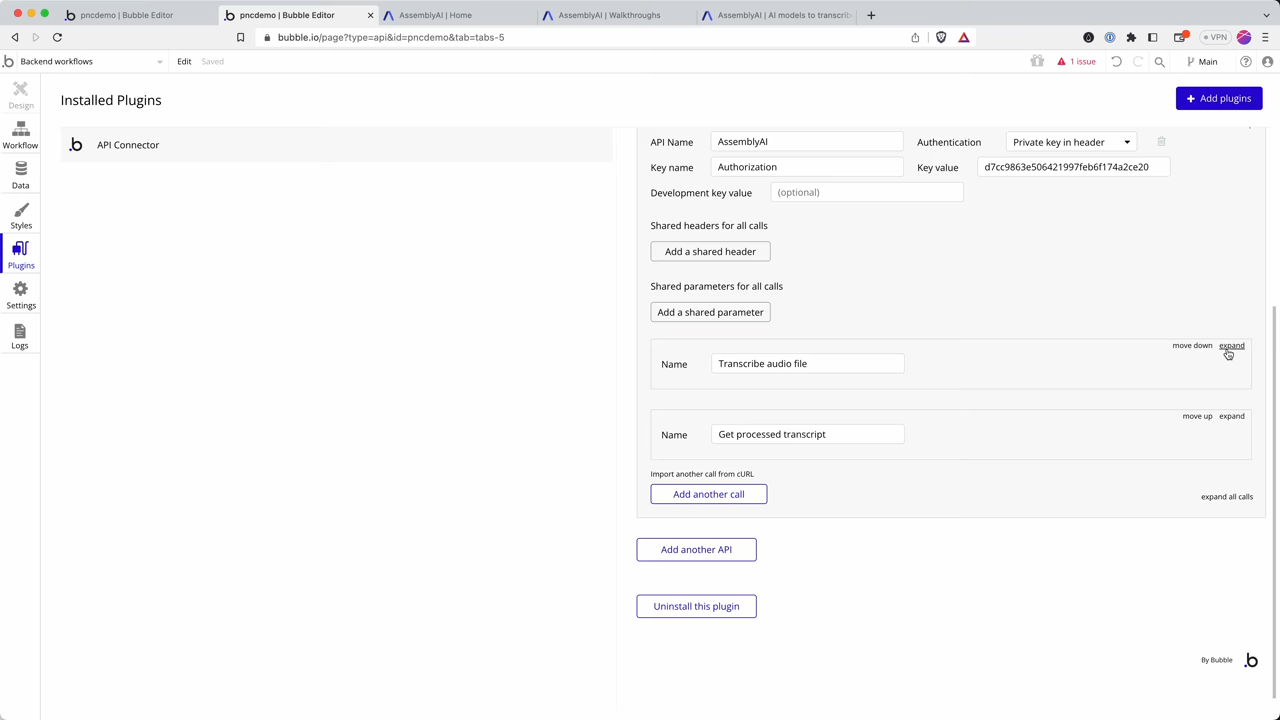 pncdemo | Bubble Editor
pncdemo | Bubble Editor
AssemblyAI | Home
AssemblyAI | Walkthroughs
AssemblyAI | AI models to transcrib
bubble.io/page?type=api&id=pncdemo&tab=tabs-5
VPN
Backend workflows
Edit
Saved
1 issue
Main
Design
Workflow
Data
Styles
Plugins
Settings
Logs
Installed Plugins
+ Add plugins
API Connector
API Name AssemblyAI Authentication Private key in header
Key name Authorization Key value d7cc9863e506421997feb6f174a2ce20
Development key value (optional)
Shared headers for all calls
Add a shared header
Shared parameters for all calls
Add a shared parameter
move down expand
Name Transcribe audio file
move up expand
Name Get processed transcript
Import another call from cURL
Add another call
expand all calls
Add another API
Uninstall this plugin
By Bubble